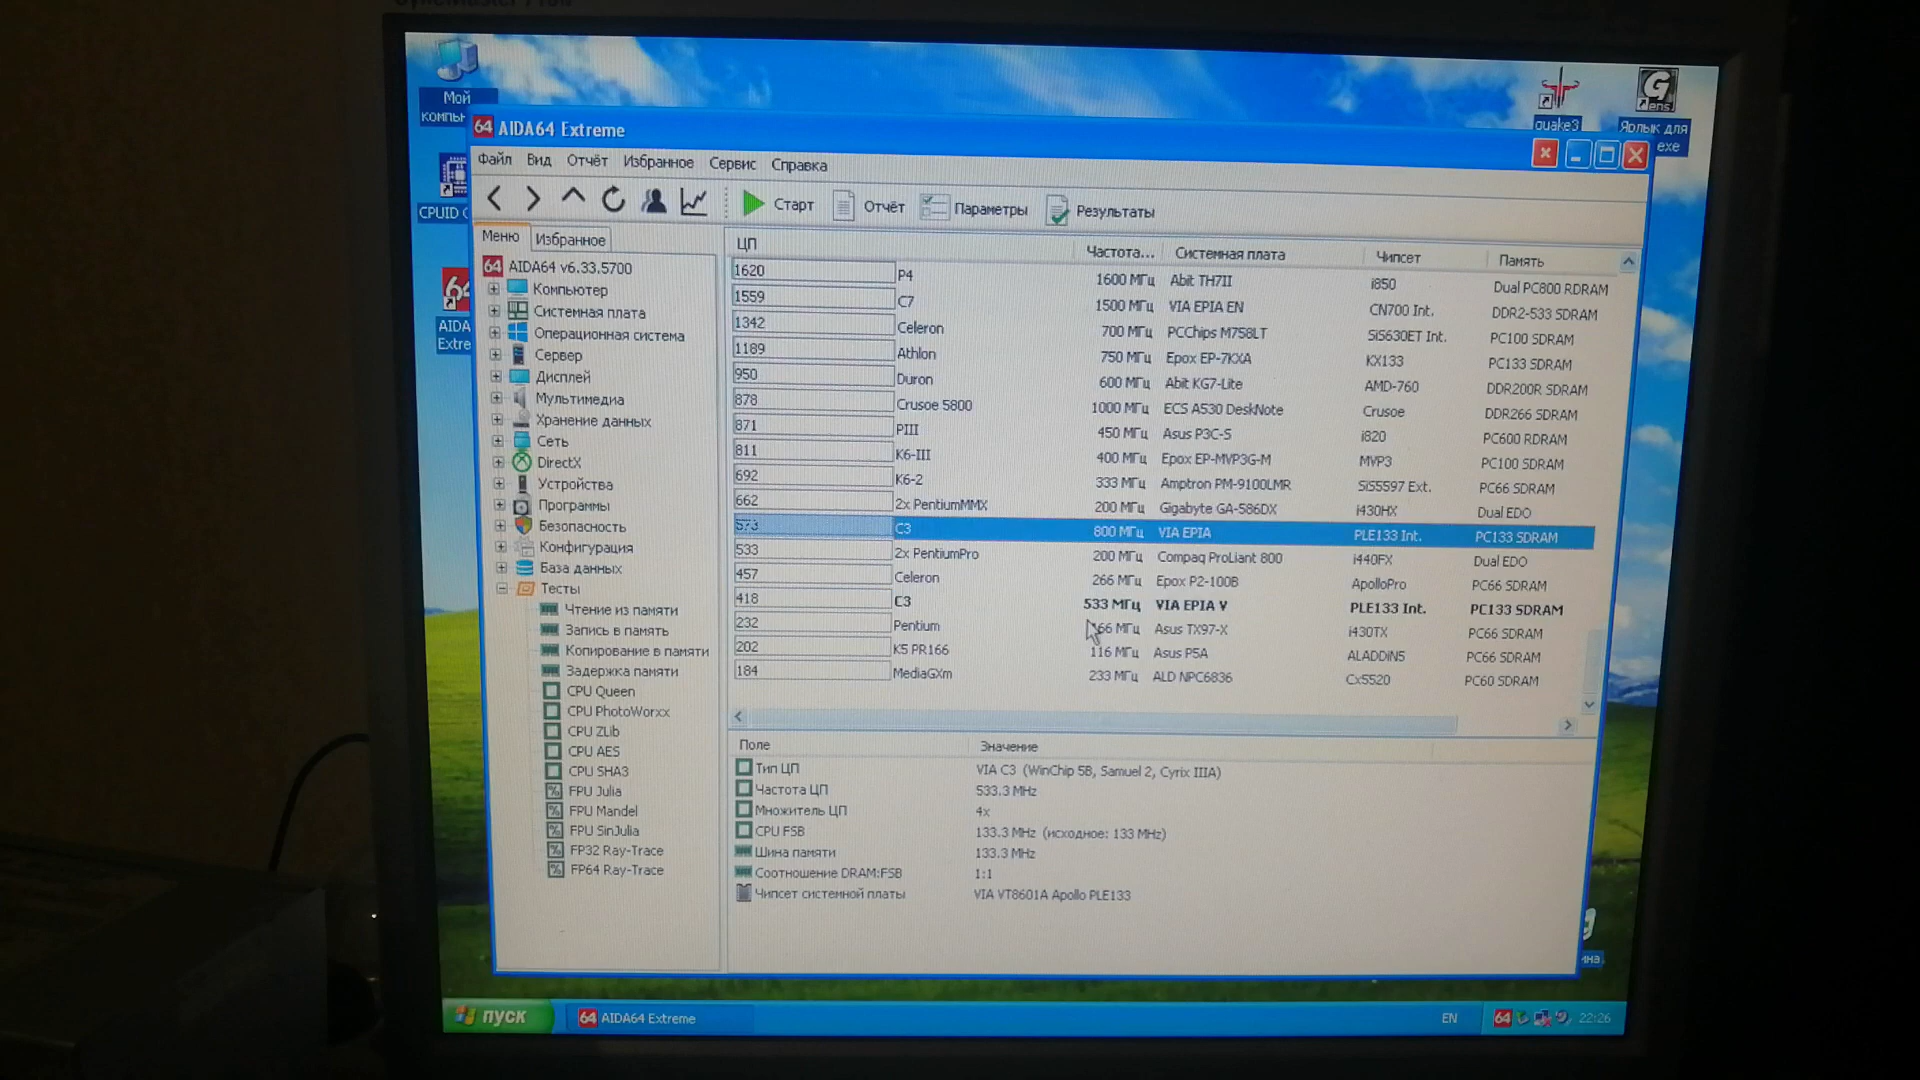 Мой
quake3
Ярлык для
exe
CPUID
AIDA
Extre
AIDA64 Extreme
Файл Вид Отчёт Избранное Сервис Справка
Старт Отчёт Параметры Результаты
Меню Избранное
AIDA64 v6.33.5700
Компьютер
Системная плата
Операционная система
Сервер
Дисплей
Мультимедиа
Хранение данных
Сеть
DirectX
Устройства
Программы
Безопасность
Конфигурация
База данных
Тесты
Чтение из памяти
Запись в память
Копирование в памяти
Задержка памяти
CPU Queen
CPU PhotoWorxx
CPU ZLib
CPU AES
CPU SHA3
FPU Julia
FPU Mandel
FPU SinJulia
FP32 Ray-Trace
FP64 Ray-Trace
ЦП Частота... Системная плата Чипсет Память
1620 P4 1600 МГц Abit TH7II i850 Dual PC800 RDRAM
1559 C7 1500 МГц VIA EPIA EN CN700 Int. DDR2-533 SDRAM
1342 Celeron 700 МГц PCChips M758LT SiS630ET Int. PC100 SDRAM
1189 Athlon 750 МГц Epox EP-7KXA KX133 PC133 SDRAM
950 Duron 600 МГц Abit KG7-Lite AMD-760 DDR200R SDRAM
878 Crusoe 5800 1000 МГц ECS A530 DeskNote Crusoe DDR266 SDRAM
871 PIII 450 МГц Asus P3C-S i820 PC600 RDRAM
811 K6-III 400 МГц Epox EP-MVP3G-M MVP3 PC100 SDRAM
692 K6-2 333 МГц Amptron PM-9100LMR SiS5597 Ext. PC66 SDRAM
662 2x PentiumMMX 200 МГц Gigabyte GA-586DX i430HX Dual EDO
573 C3 800 МГц VIA EPIA PLE133 Int. PC133 SDRAM
533 2x PentiumPro 200 МГц Compaq ProLiant 800 i440FX Dual EDO
457 Celeron 266 МГц Epox P2-100B ApolloPro PC66 SDRAM
418 C3 533 МГц VIA EPIA V PLE133 Int. PC133 SDRAM
232 Pentium 166 МГц Asus TX97-X i430TX PC66 SDRAM
202 K5 PR166 116 МГц Asus P5A ALADDiN5 PC66 SDRAM
184 MediaGXm 233 МГц ALD NPC6836 Cx5520 PC60 SDRAM
Поле Значение
Тип ЦП VIA C3 (WinChip 5B, Samuel 2, Cyrix IIIA)
Частота ЦП 533.3 MHz
Множитель ЦП 4x
CPU FSB 133.3 MHz (исходное: 133 MHz)
Шина памяти 133.3 MHz
Соотношение DRAM:FSB 1:1
Чипсет системной платы VIA VT8601A Apollo PLE133
пуск AIDA64 Extreme EN 22:26